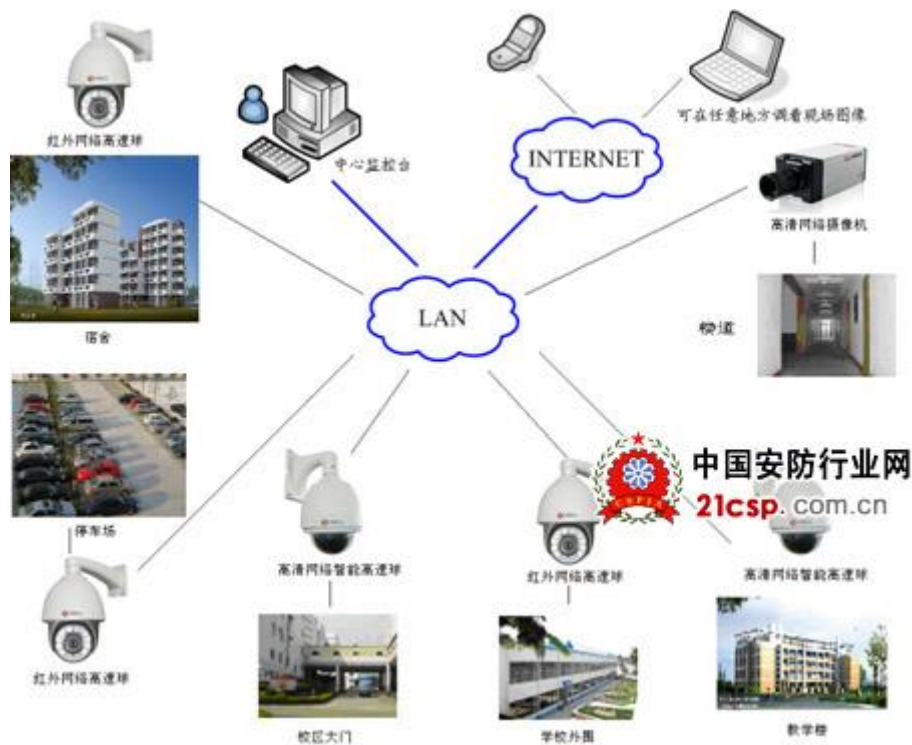 红外网络高速球
中心监控台
可在任意地方调看现场图像
INTERNET
高清网络摄像机
LAN
宿舍
楼道
中国安防行业网
21csp.com.cn
停车场
高清网络智能高速球
红外网络高速球
高清网络智能高速球
红外网络高速球
校区大门
学校外围
教学楼